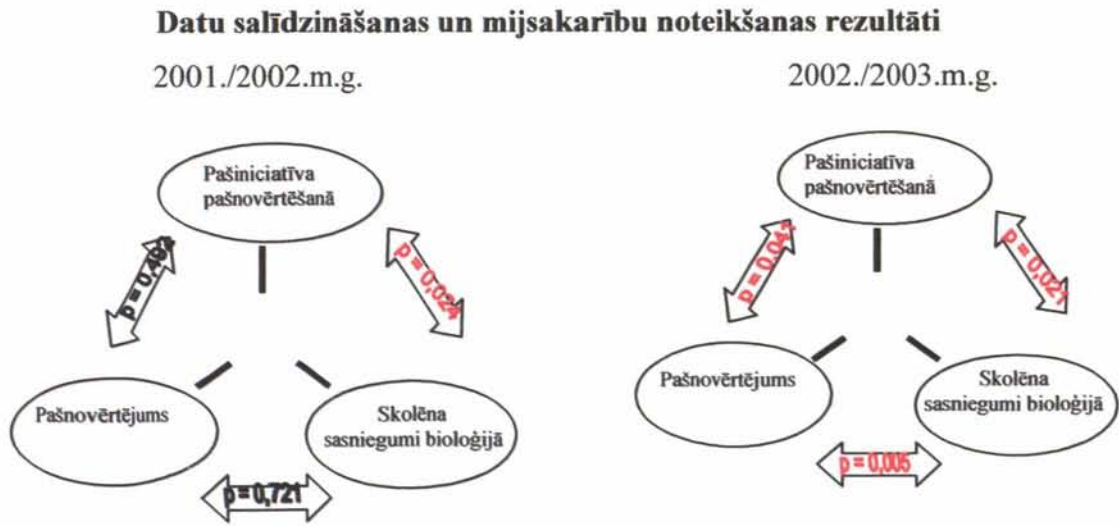 Datu salīdzināšanas un mijsakarību noteikšanas rezultāti
2001./2002.m.g.
2002./2003.m.g.
Pašiniciatīva
pašnovērtēšanā
p = 0,024
Pašnovērtējums
Skolēna
sasniegumi bioloģijā
p = 0,721
Pašiniciatīva
pašnovērtēšanā
p = 0,041
p = 0,021
Pašnovērtējums
Skolēna
sasniegumi bioloģijā
p = 0,005